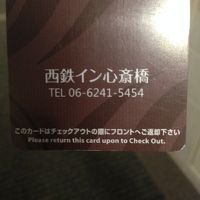 西鉄イン心斎橋
TEL 06-6241-5454
このカードはチェックアウトの際にフロントへご返却下さい
Please return this card upon to Check Out.